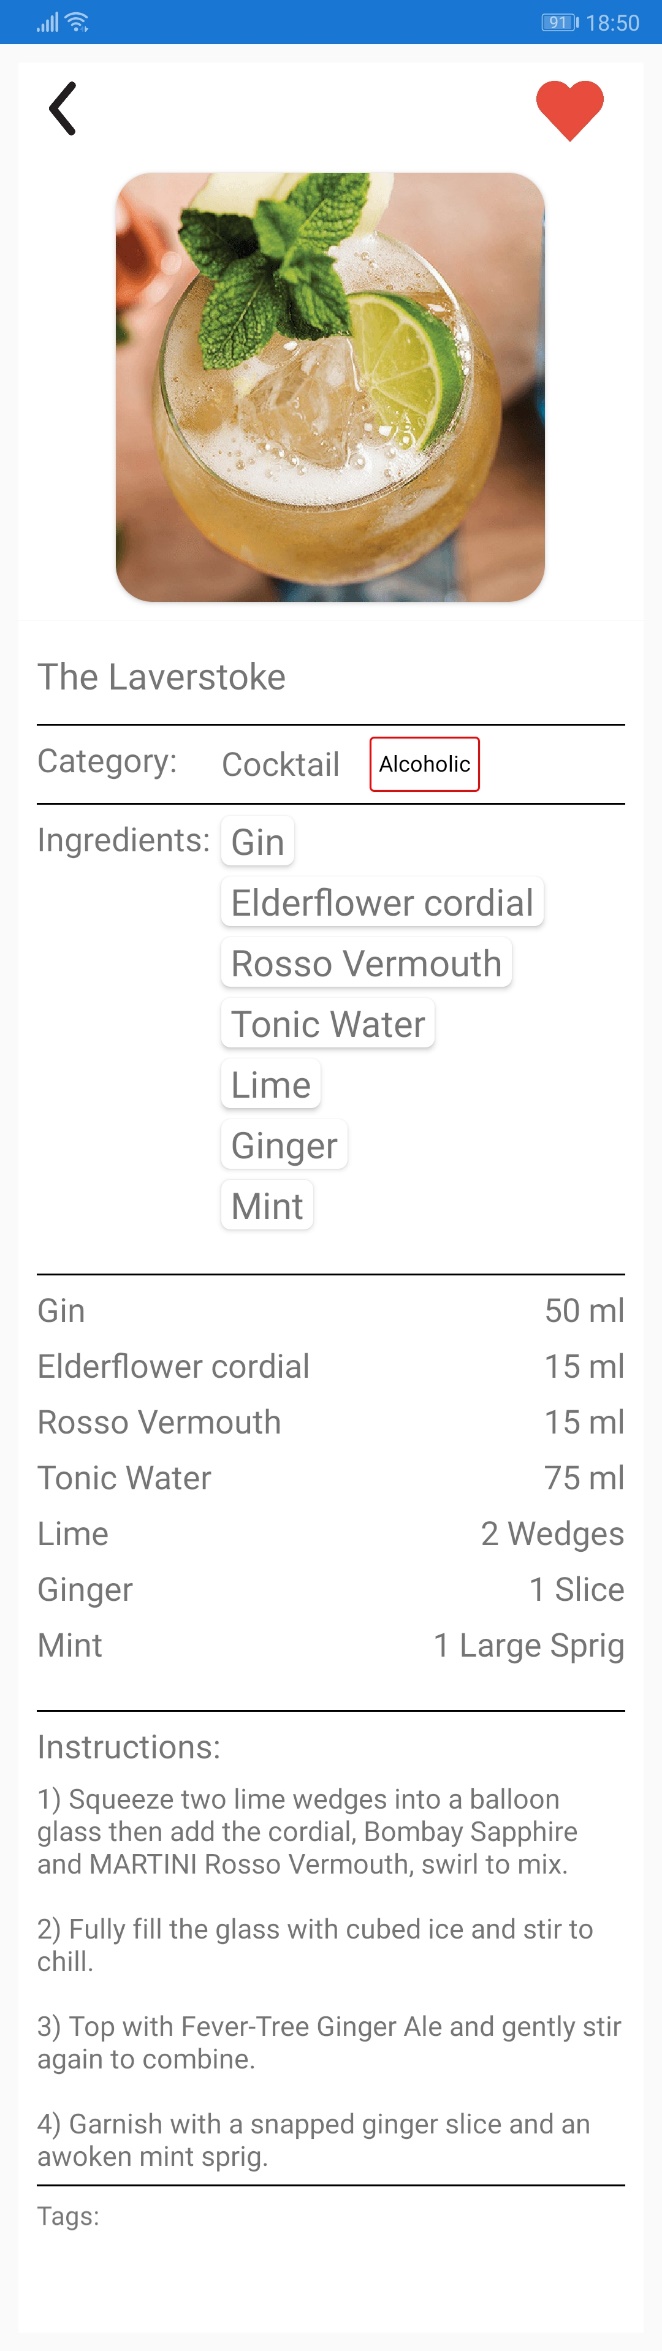 91 18:50
The Laverstoke
Category: Cocktail Alcoholic
Ingredients: Gin
Elderflower cordial
Rosso Vermouth
Tonic Water
Lime
Ginger
Mint
Gin 50 ml
Elderflower cordial 15 ml
Rosso Vermouth 15 ml
Tonic Water 75 ml
Lime 2 Wedges
Ginger 1 Slice
Mint 1 Large Sprig
Instructions:
1) Squeeze two lime wedges into a balloon
glass then add the cordial, Bombay Sapphire
and MARTINI Rosso Vermouth, swirl to mix.
2) Fully fill the glass with cubed ice and stir to
chill.
3) Top with Fever-Tree Ginger Ale and gently stir
again to combine.
4) Garnish with a snapped ginger slice and an
awoken mint sprig.
Tags: